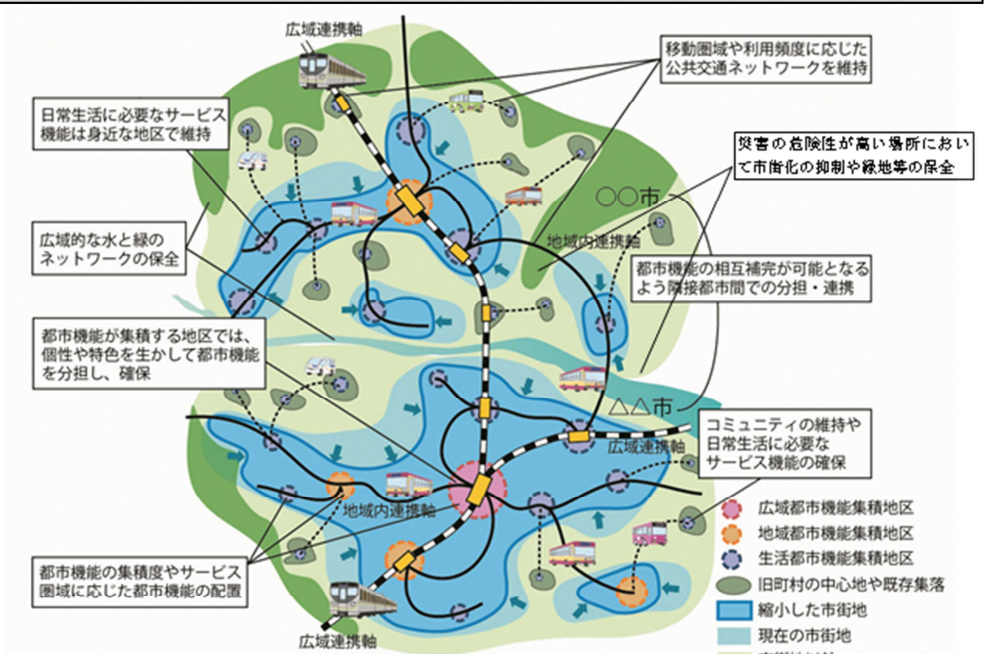 広域連携軸
移動圏域や利用頻度に応じた
公共交通ネットワークを維持
日常生活に必要なサービス
機能は身近な地区で維持
災害の危険性が高い場所におい
て市街化の抑制や緑地等の保全
○○市
地域内連携軸
広域的な水と緑の
ネットワークの保全
都市機能の相互補完が可能となる
よう隣接都市間での分担・連携
都市機能が集積する地区では、
個性や特色を生かして都市機能
を分担し、確保
△△市
広域連携軸
コミュニティの維持や
日常生活に必要な
サービス機能の確保
地域内連携軸
都市機能の集積度やサービス
圏域に応じた都市機能の配置
広域連携軸
広域都市機能集積地区
地域都市機能集積地区
生活都市機能集積地区
旧町村の中心地や既存集落
縮小した市街地
現在の市街地